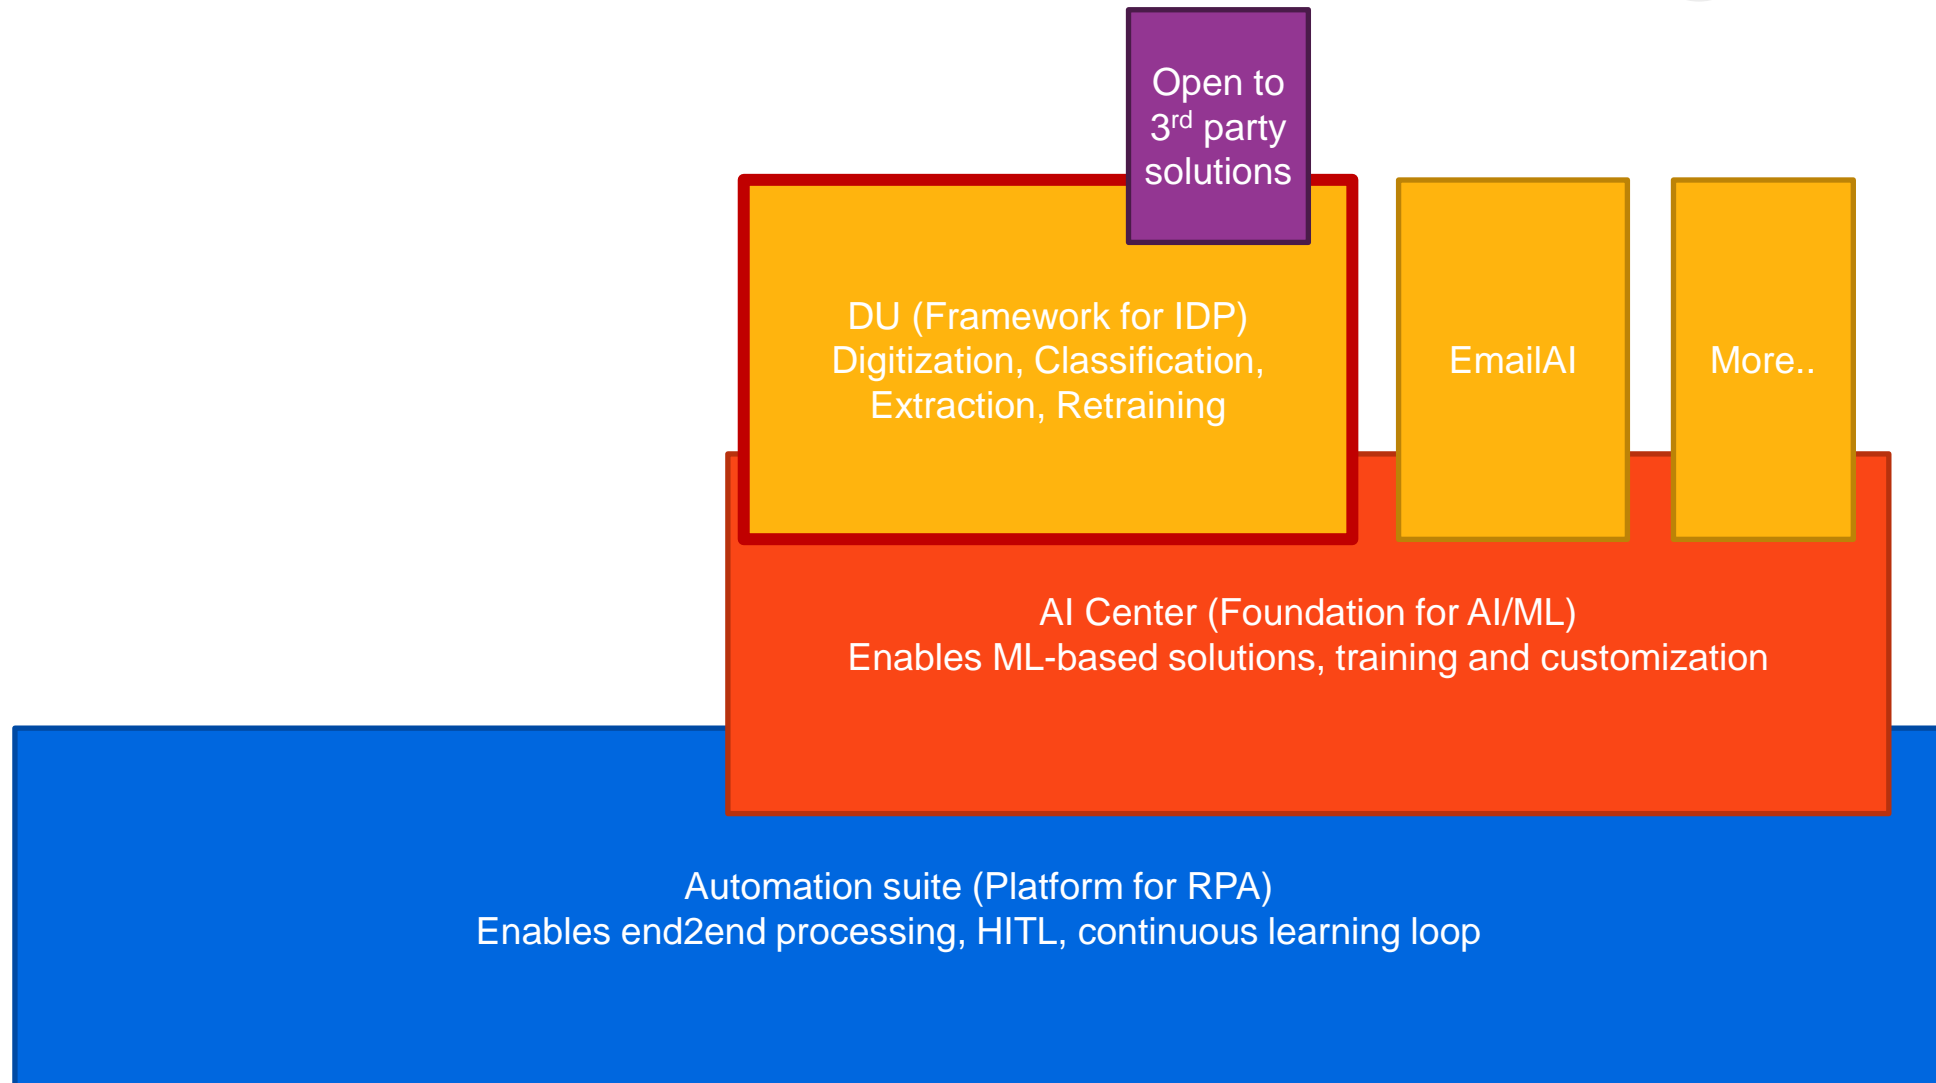 Open to
3rd party
solutions
DU (Framework for IDP)
Digitization, Classification,
Extraction, Retraining
EmailAI
More..
AI Center (Foundation for AI/ML)
Enables ML-based solutions, training and customization
Automation suite (Platform for RPA)
Enables end2end processing, HITL, continuous learning loop